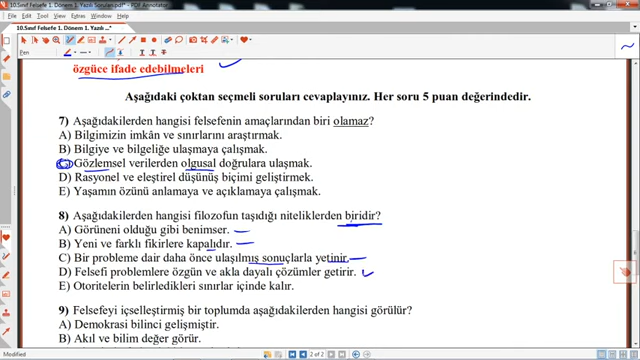 10.Sınıf Felsefe 1. Dönem 1. Yazılı Soruları.pdf* - PDF Annotator
File Edit View Insert Tools Window Help
10.Sınıf Felsefe, 1. Dönem 1. Yazılı ...*
Pen
özgüce ifade edebilmeleri
Aşağıdaki çoktan seçmeli soruları cevaplayınız. Her soru 5 puan değerindedir.
7) Aşağıdakilerden hangisi felsefenin amaçlarından biri olamaz?
A) Bilgimizin imkân ve sınırlarını araştırmak.
B) Bilgiye ve bilgeliğe ulaşmaya çalışmak.
C) Gözlemsel verilerden olgusal doğrulara ulaşmak.
D) Rasyonel ve eleştirel düşünüş biçimi geliştirmek.
E) Yaşamın özünü anlamaya ve açıklamaya çalışmak.
8) Aşağıdakilerden hangisi filozofun taşıdığı niteliklerden biridir?
A) Görüneni olduğu gibi benimser.
B) Yeni ve farklı fikirlere kapalıdır.
C) Bir probleme dair daha önce ulaşılmış sonuçlarla yetinir.
D) Felsefi problemlere özgün ve akla dayalı çözümler getirir.
E) Otoritelerin belirledikleri sınırlar içinde kalır.
9) Felsefeyi içselleştirmiş bir toplumda aşağıdakilerden hangisi görülür?
A) Demokrasi bilinci gelişmiştir.
B) Akıl ve bilim değer görür.
Modified
2 of 2